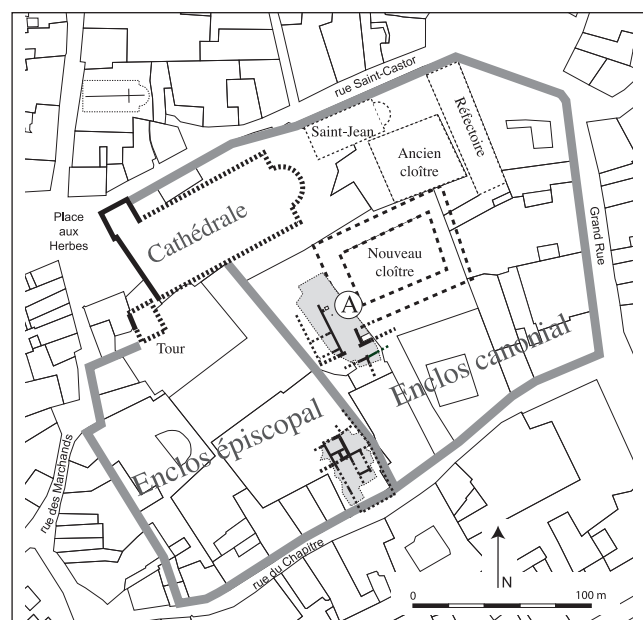 rue Saint-Castor
Saint-Jean
Réfectoire
Ancien
cloître
Place
aux
Herbes
Cathédrale
Grand Rue
Nouveau
cloître
A
Tour
Enclos canonial
Enclos épiscopal
rue des Marchands
rue du Chapitre
N
0
100 m